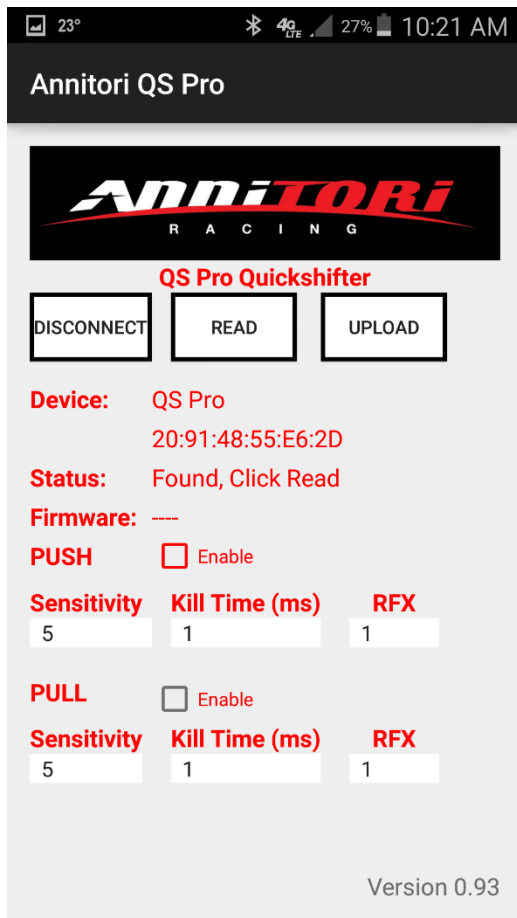 23° 4G LTE 27% 10:21 AM
Annitori QS Pro
ANNITORI
RACING
QS Pro Quickshifter
DISCONNECT READ UPLOAD
Device: QS Pro
20:91:48:55:E6:2D
Status: Found, Click Read
Firmware: ----
PUSH Enable
Sensitivity Kill Time (ms) RFX
5 1 1
PULL Enable
Sensitivity Kill Time (ms) RFX
5 1 1
Version 0.93